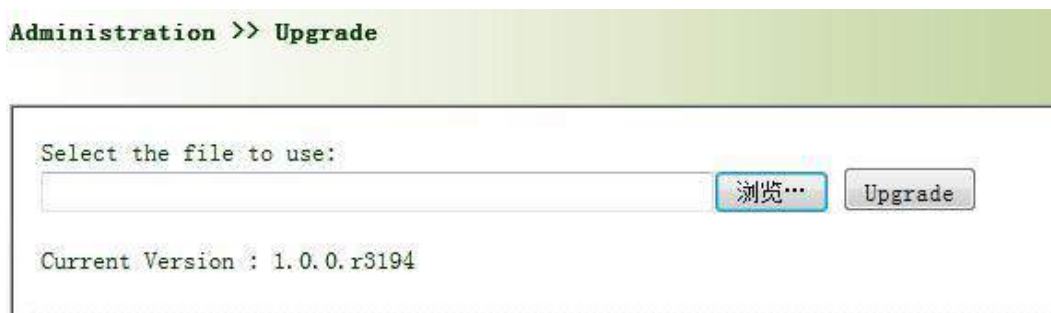 Administration >> Upgrade
Select the file to use:
浏览… Upgrade
Current Version : 1.0.0.r3194